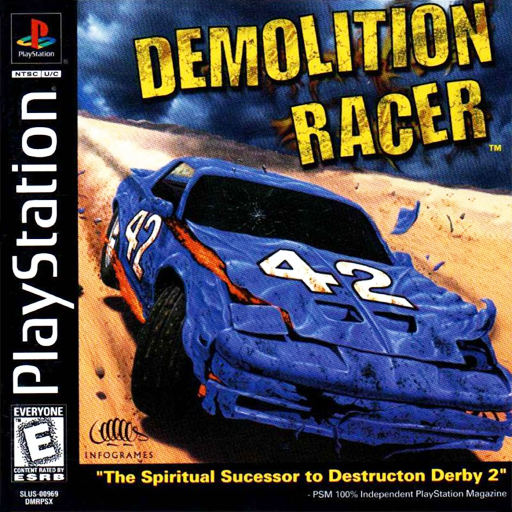 PlayStation
NTSC U/C
PlayStation
DEMOLITION
RACER
TM
42
42
EVERYONE
E
CONTENT RATED BY
ESRB
SLUS-00969
DMRPSX
INFOGRAMES
"The Spiritual Sucessor to Destructon Derby 2"
- PSM 100% Independent PlayStation Magazine